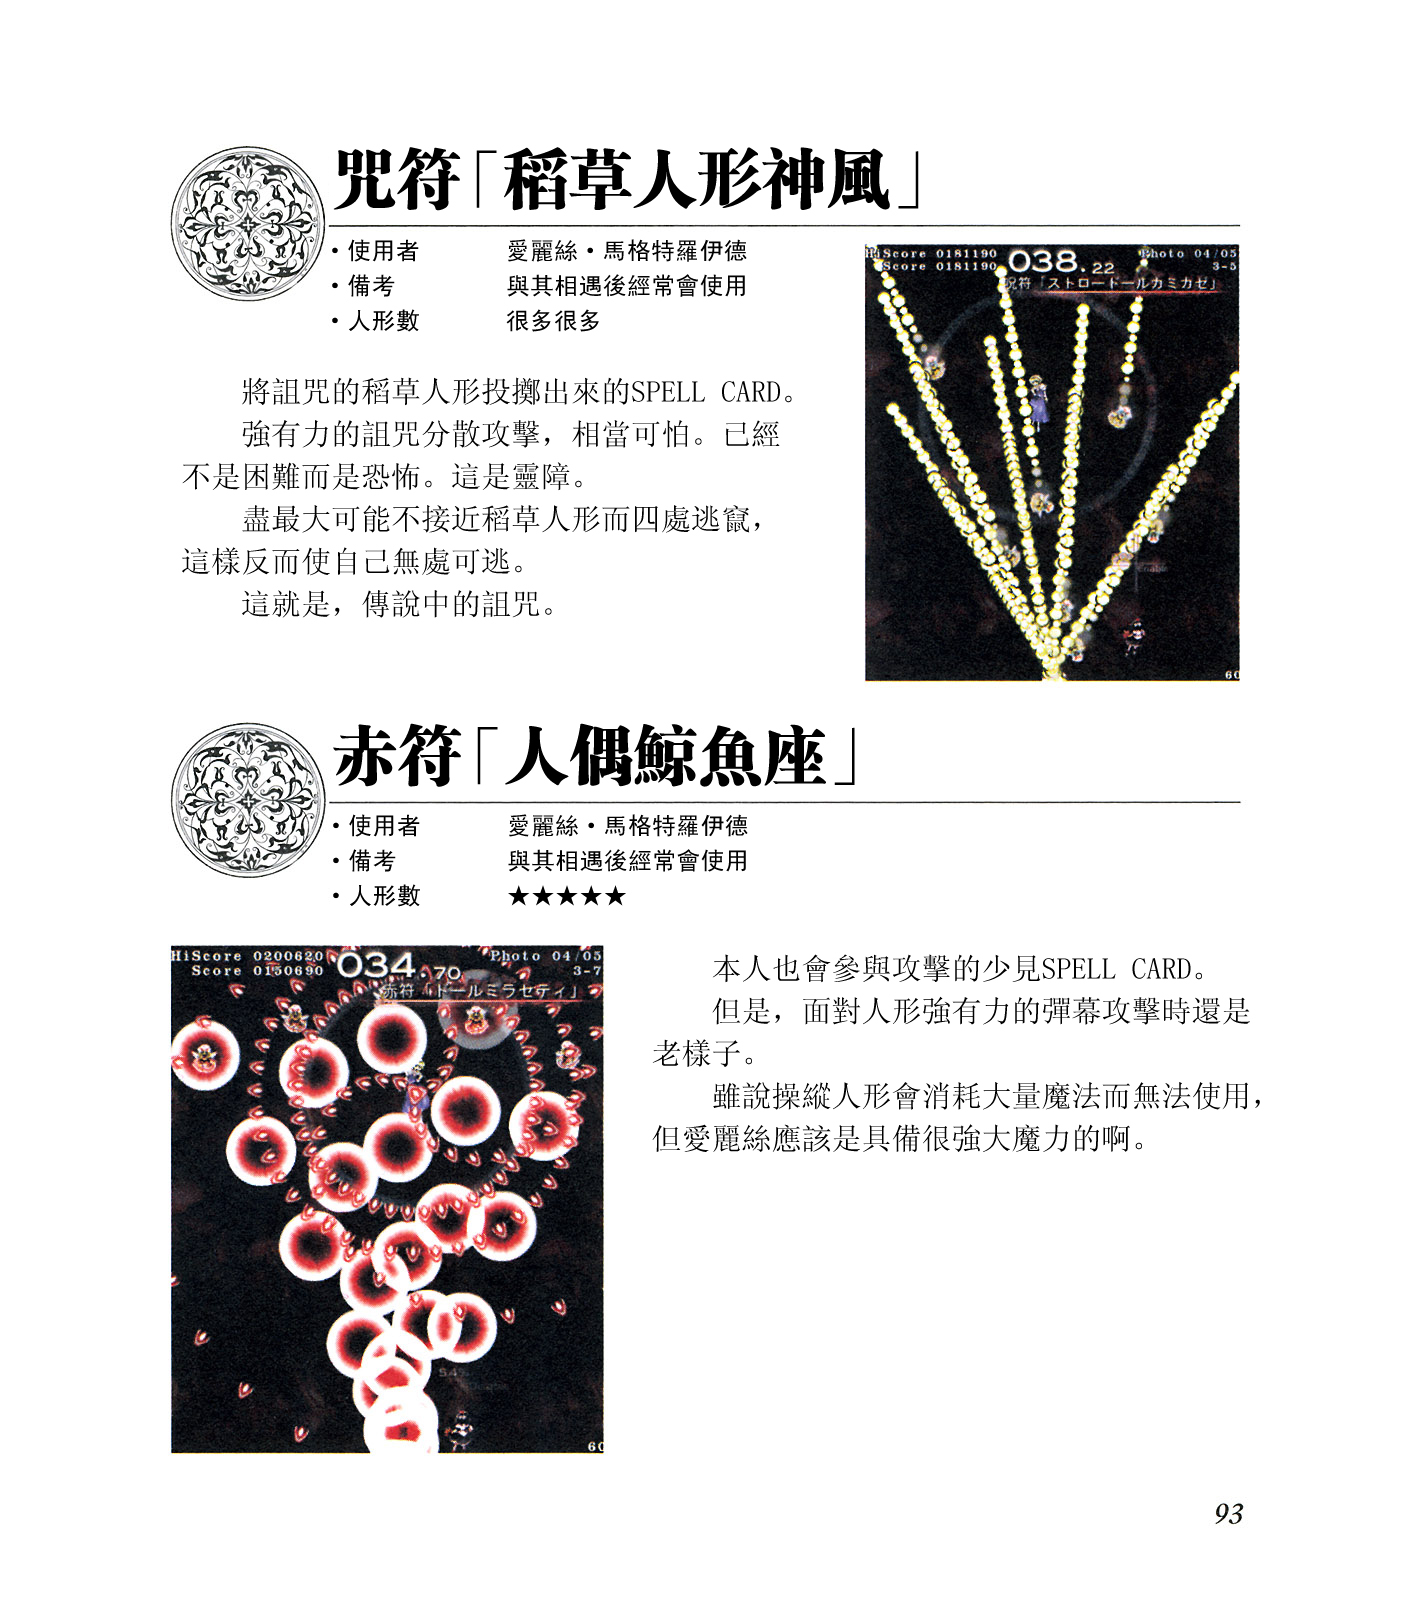 咒符「稻草人形神風」
・使用者 愛麗絲・馬格特羅伊德
・備考 與其相遇後經常會使用
・人形數 很多很多
將詛咒的稻草人形投擲出來的SPELL CARD。
強有力的詛咒分散攻擊，相當可怕。已經
不是困難而是恐怖。這是靈障。
盡最大可能不接近稻草人形而四處逃竄，
這樣反而使自己無處可逃。
這就是，傳說中的詛咒。
HiScore 0181190 038.22 Photo 04/05
Score 0181190 3-5
呪符「ストロードールカミカゼ」
60
赤符「人偶鯨魚座」
・使用者 愛麗絲・馬格特羅伊德
・備考 與其相遇後經常會使用
・人形數 ★★★★★
HiScore 0200620 034.70 Photo 04/05
Score 0150690 3-7
赤符「ドールミラセティ」
60
本人也會參與攻擊的少見SPELL CARD。
但是，面對人形強有力的彈幕攻擊時還是
老樣子。
雖說操縱人形會消耗大量魔法而無法使用，
但愛麗絲應該是具備很強大魔力的啊。
93